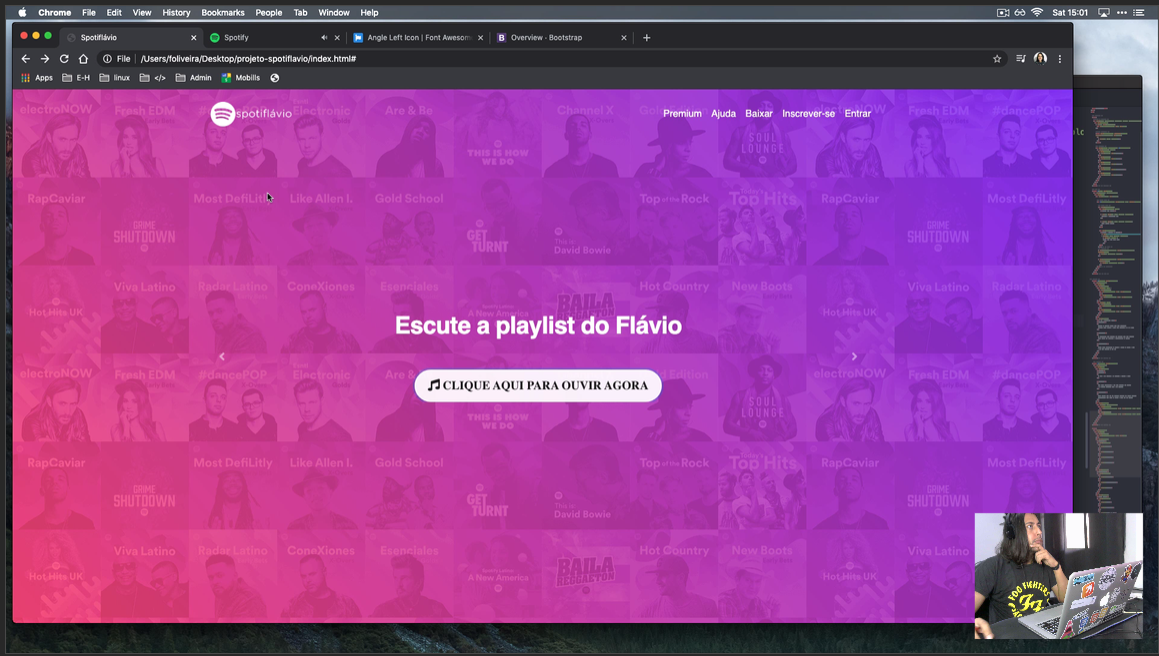 Chrome File Edit View History Bookmarks People Tab Window Help Sat 15:01
Spotiflávio
Spotify
Angle Left Icon | Font Awesom
Overview - Bootstrap
File /Users/foliveira/Desktop/projeto-spotiflavio/index.html#
Apps E-H linux </> Admin Mobills
spotiflávio
Premium Ajuda Baixar Inscrever-se Entrar
electroNOW Fresh EDM #dancePOP Electronic Are & Be THIS IS HOW WE DO Channel X SOUL LOUNGE
RapCaviar GRIME SHUTDOWN Most DefiLitly Like Allen I. Gold School GET TURNT This is David Bowie Top of the Rock Top Hits RapCaviar GRIME SHUTDOWN Most DefiLitly
Hot Hits UK Viva Latino Radar Latino ConeXiones Esenciales BAILA REGGAETON Hot Country New Boots Hot Hits UK Viva Latino Radar Latino
Escute a playlist do Flávio
CLIQUE AQUI PARA OUVIR AGORA
electroNOW Fresh EDM #dancePOP Electronic Are & THIS IS HOW WE DO Edition SOUL LOUNGE electroNOW Fresh EDM #dancePOP
RapCaviar GRIME SHUTDOWN Most DefiLitly Like Allen I. Gold School GET TURNT This is David Bowie Top of the Rock Top Hits RapCaviar GRIME SHUTDOWN Most DefiLitly
Hot Hits UK Viva Latino Radar Latino ConeXiones Esenciales A New America BAILA REGGAETON Hot Country New Boots Hot Hits UK Viva Latino
FOO FIGHTERS
FF